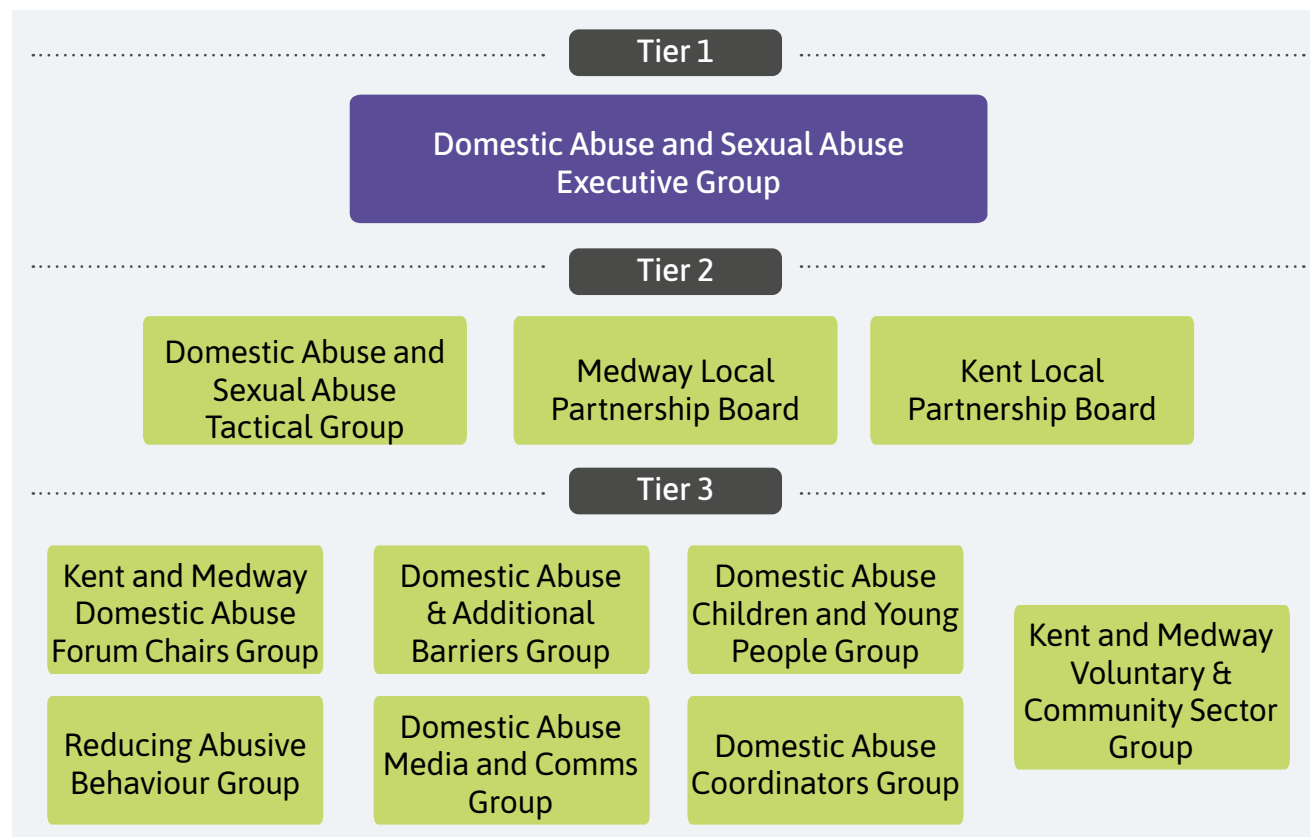 Tier 1
Domestic Abuse and Sexual Abuse
Executive Group
Tier 2
Domestic Abuse and
Sexual Abuse
Tactical Group
Medway Local
Partnership Board
Kent Local
Partnership Board
Tier 3
Kent and Medway
Domestic Abuse
Forum Chairs Group
Domestic Abuse
& Additional
Barriers Group
Domestic Abuse
Children and Young
People Group
Kent and Medway
Voluntary &
Community Sector
Group
Reducing Abusive
Behaviour Group
Domestic Abuse
Media and Comms
Group
Domestic Abuse
Coordinators Group